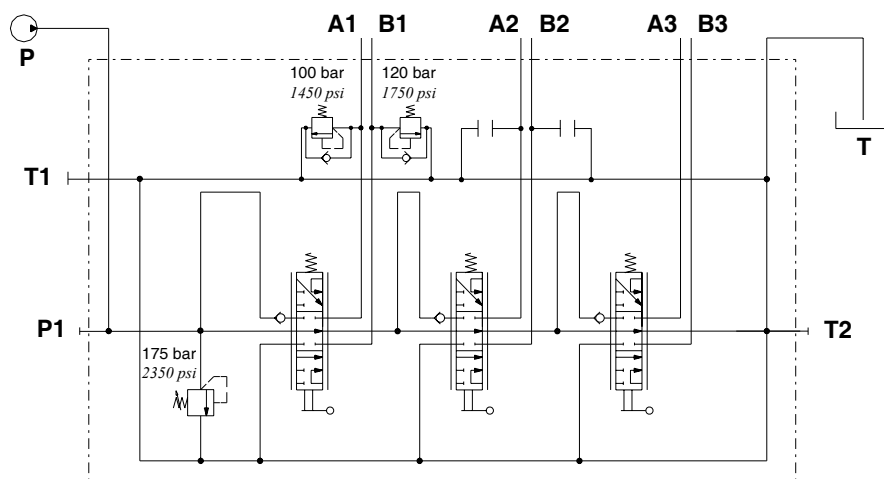 A1 B1 A2 B2 A3 B3
P
100 bar
1450 psi
120 bar
1750 psi
T
T1
P1
T2
175 bar
2350 psi